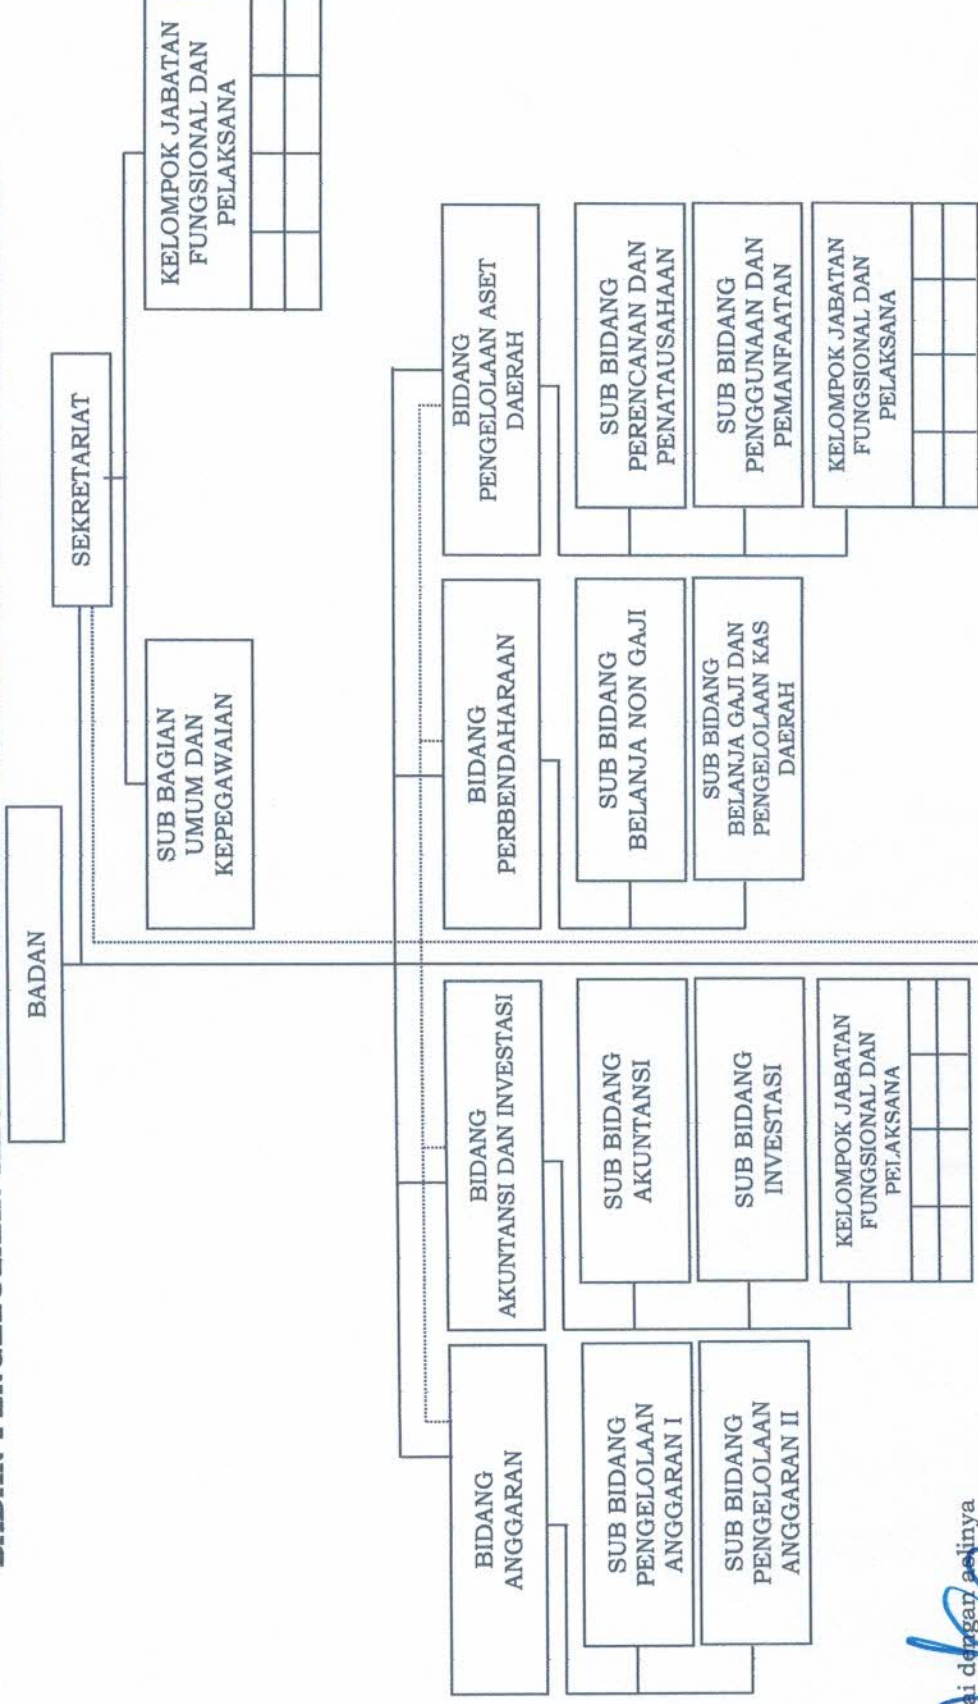 BADAN
SEKRETARIAT
SUB BAGIAN
UMUM DAN
KEPEGAWAIAN
KELOMPOK JABATAN
FUNGSIONAL DAN
PELAKSANA
BIDANG
ANGGARAN
SUB BIDANG
PENGELOLAAN
ANGGARAN I
SUB BIDANG
PENGELOLAAN
ANGGARAN II
BIDANG
AKUNTANSI DAN INVESTASI
SUB BIDANG
AKUNTANSI
SUB BIDANG
INVESTASI
KELOMPOK JABATAN
FUNGSIONAL DAN
PELAKSANA
BIDANG
PERBENDAHARAAN
SUB BIDANG
BELANJA NON GAJI
SUB BIDANG
BELANJA GAJI DAN
PENGELOLAAN KAS
DAERAH
BIDANG
PENGELOLAAN ASET
DAERAH
SUB BIDANG
PERENCANAN DAN
PENATAUSAHAAN
SUB BIDANG
PENGGUNAAN DAN
PEMANFAATAN
KELOMPOK JABATAN
FUNGSIONAL DAN
PELAKSANA
dengan aslinya